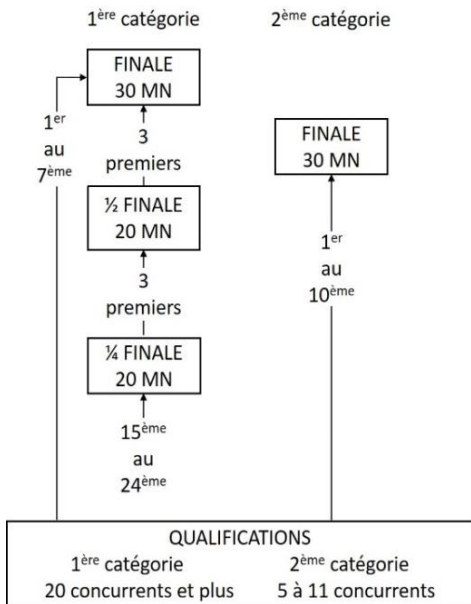 1ère catégorie 2ème catégorie
FINALE
30 MN
1er
au
7ème
3
premiers
FINALE
30 MN
½ FINALE
20 MN
1er
au
10ème
3
premiers
¼ FINALE
20 MN
15ème
au
24ème
QUALIFICATIONS
1ère catégorie 2ème catégorie
20 concurrents et plus 5 à 11 concurrents